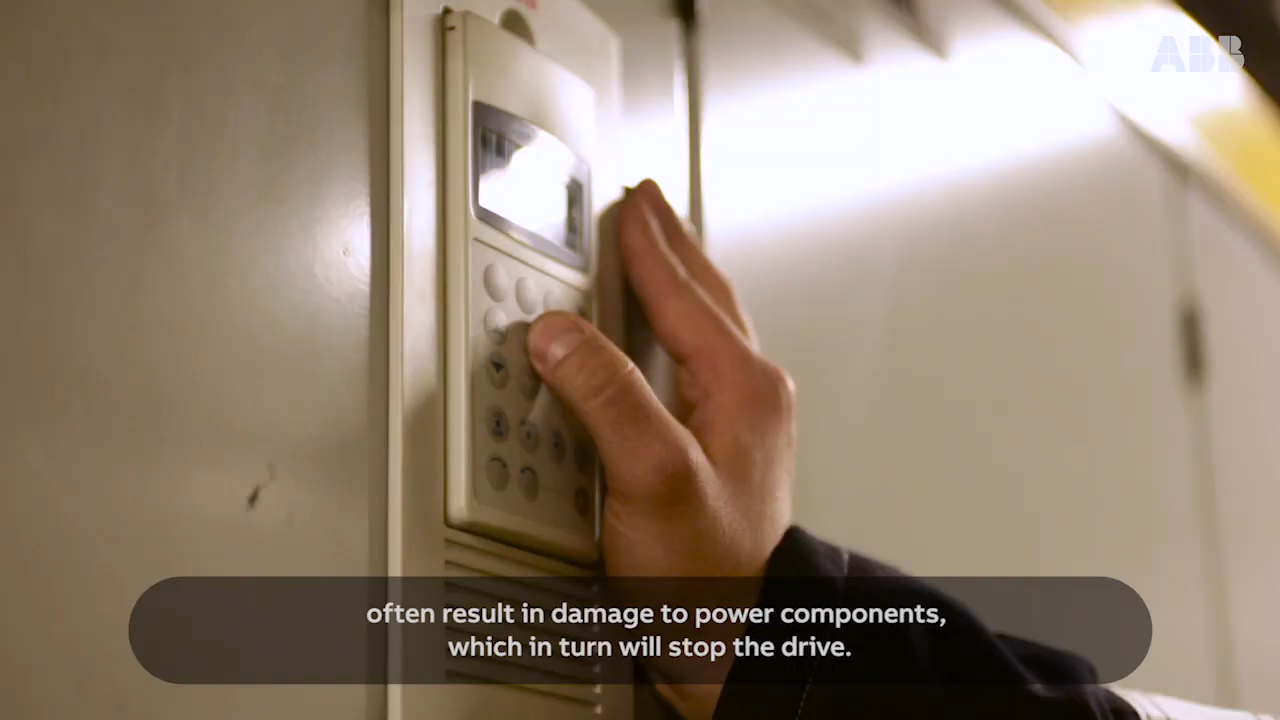 ABB
often result in damage to power components,
which in turn will stop the drive.